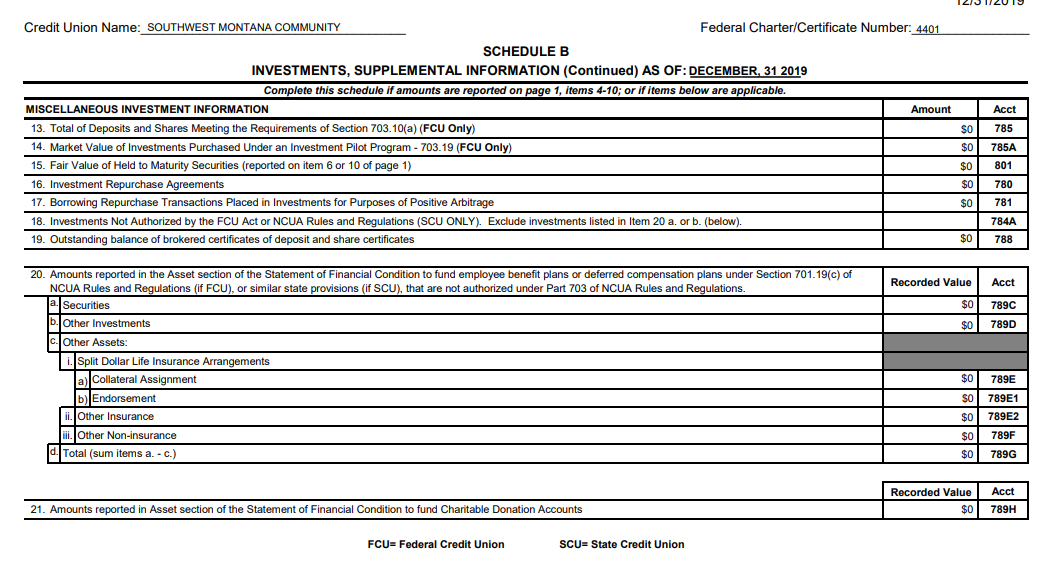 12/31/2019
Credit Union Name: SOUTHWEST MONTANA COMMUNITY Federal Charter/Certificate Number: 4401
SCHEDULE B
INVESTMENTS, SUPPLEMENTAL INFORMATION (Continued) AS OF: DECEMBER, 31 2019
Complete this schedule if amounts are reported on page 1, items 4-10; or if items below are applicable.
MISCELLANEOUS INVESTMENT INFORMATION Amount Acct
13. Total of Deposits and Shares Meeting the Requirements of Section 703.10(a) (FCU Only) $0 785
14. Market Value of Investments Purchased Under an Investment Pilot Program - 703.19 (FCU Only) $0 785A
15. Fair Value of Held to Maturity Securities (reported on item 6 or 10 of page 1) $0 801
16. Investment Repurchase Agreements $0 780
17. Borrowing Repurchase Transactions Placed in Investments for Purposes of Positive Arbitrage $0 781
18. Investments Not Authorized by the FCU Act or NCUA Rules and Regulations (SCU ONLY). Exclude investments listed in Item 20 a. or b. (below). 784A
19. Outstanding balance of brokered certificates of deposit and share certificates $0 788
20. Amounts reported in the Asset section of the Statement of Financial Condition to fund employee benefit plans or deferred compensation plans under Section 701.19(c) of
NCUA Rules and Regulations (if FCU), or similar state provisions (if SCU), that are not authorized under Part 703 of NCUA Rules and Regulations. Recorded Value Acct
a. Securities $0 789C
b. Other Investments $0 789D
c. Other Assets:
i. Split Dollar Life Insurance Arrangements
a) Collateral Assignment $0 789E
b) Endorsement $0 789E1
ii. Other Insurance $0 789E2
iii. Other Non-insurance $0 789F
d. Total (sum items a. - c.) $0 789G
Recorded Value Acct
21. Amounts reported in Asset section of the Statement of Financial Condition to fund Charitable Donation Accounts $0 789H
FCU= Federal Credit Union SCU= State Credit Union